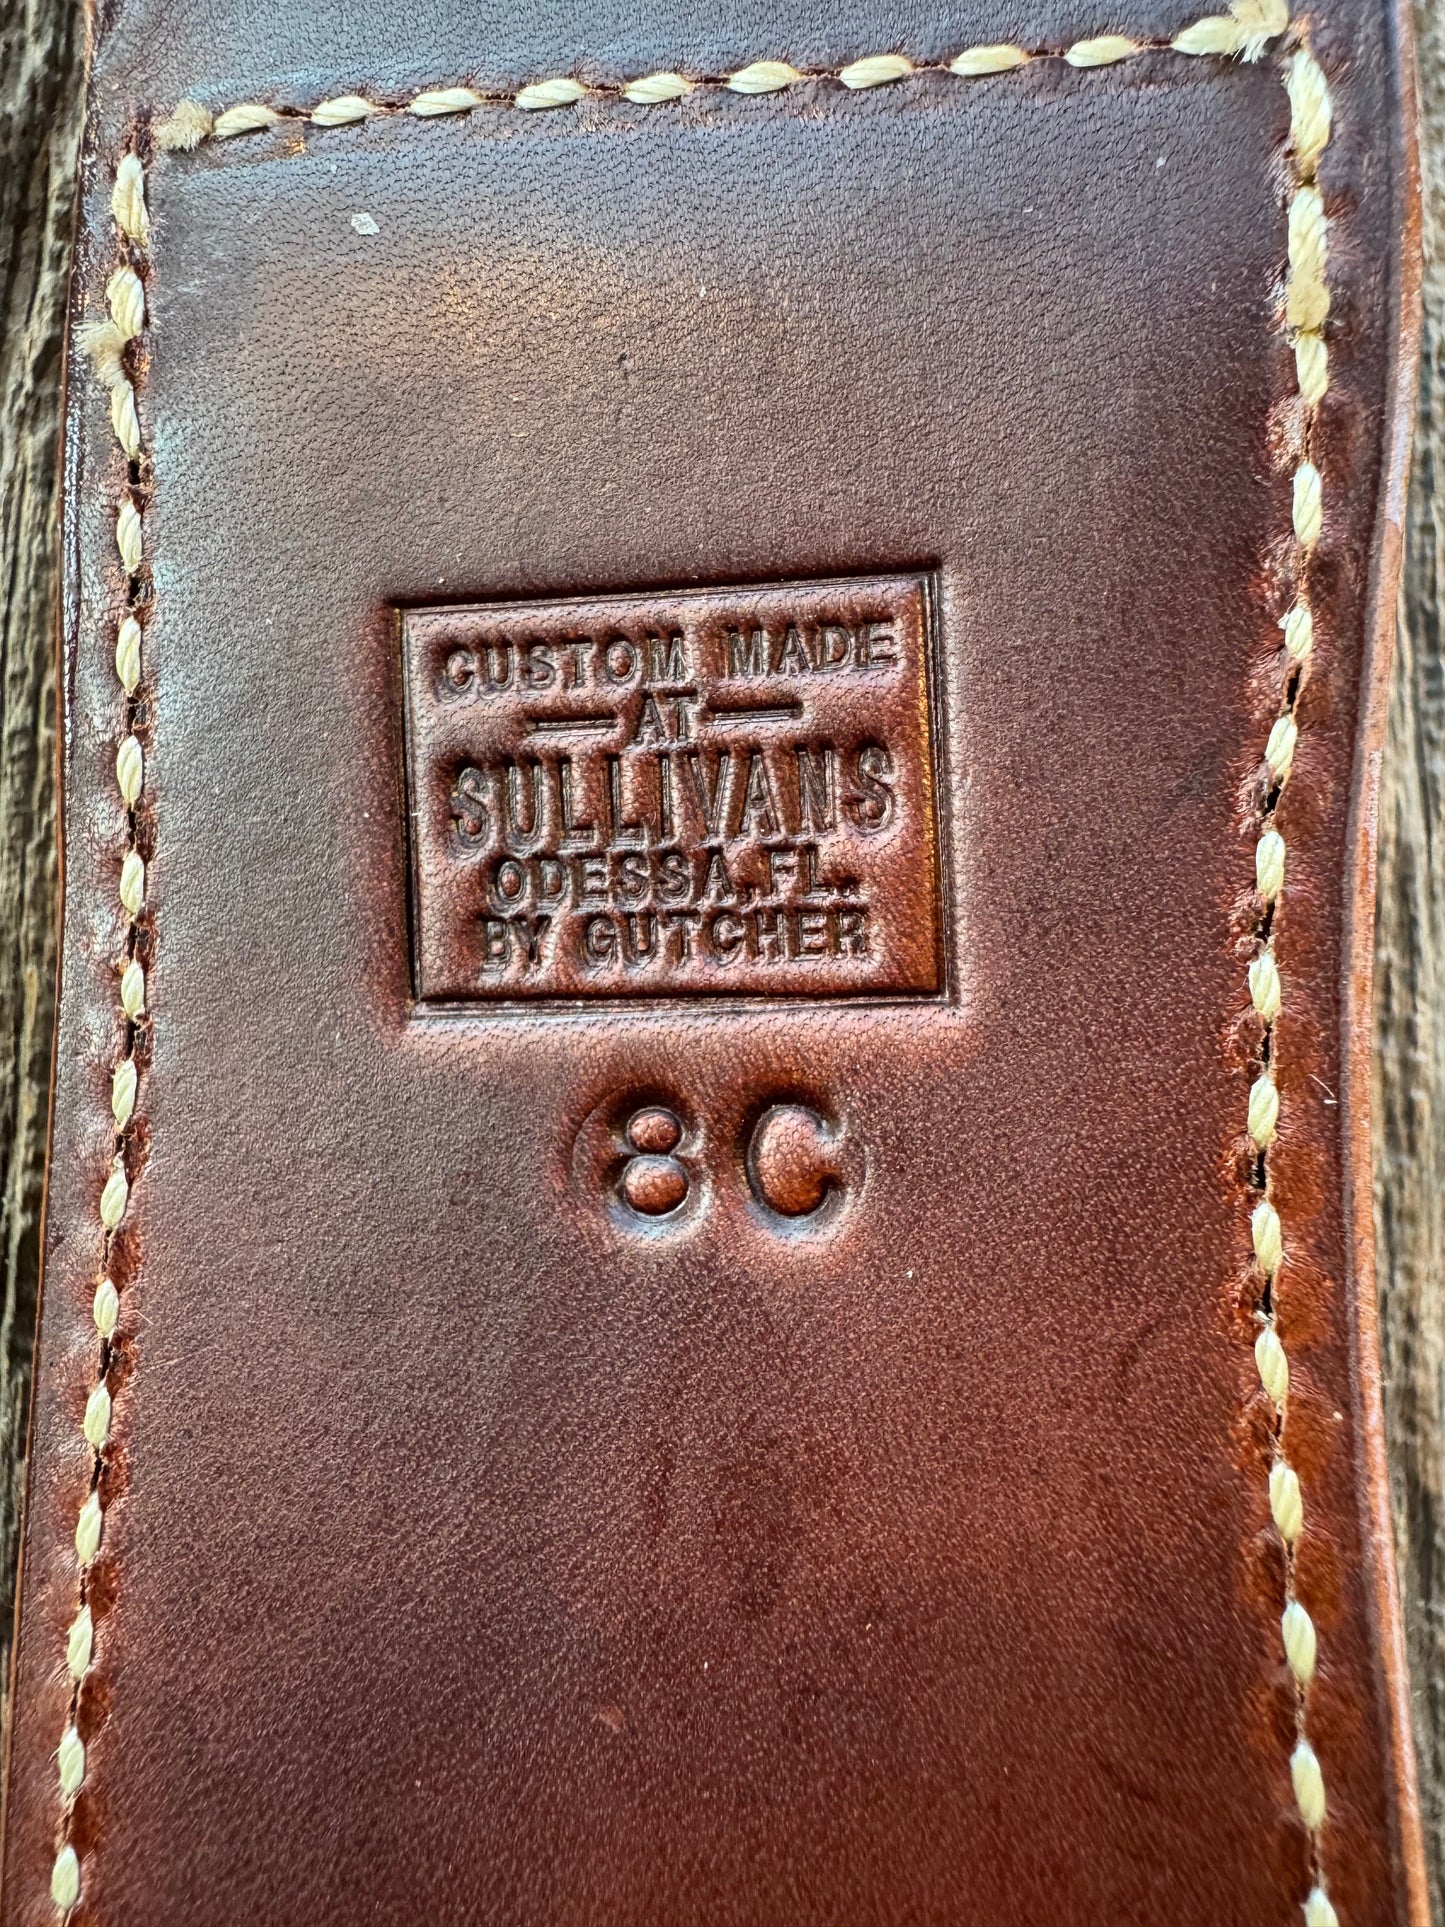 CUSTOM MADE
— AT —
SULLIVANS
ODESSA, FL.
BY GUTCHER
8C